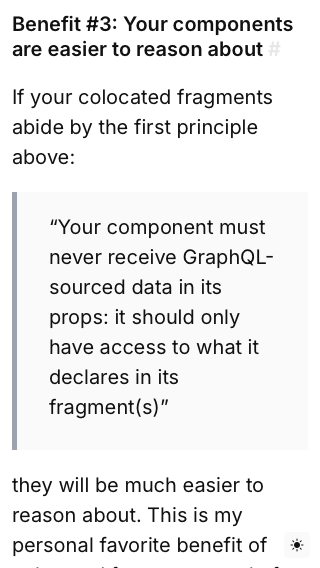 Benefit #3: Your components
are easier to reason about #
If your colocated fragments
abide by the first principle
above:
“Your component must
never receive GraphQL-
sourced data in its
props: it should only
have access to what it
declares in its
fragment(s)”
they will be much easier to
reason about. This is my
personal favorite benefit of